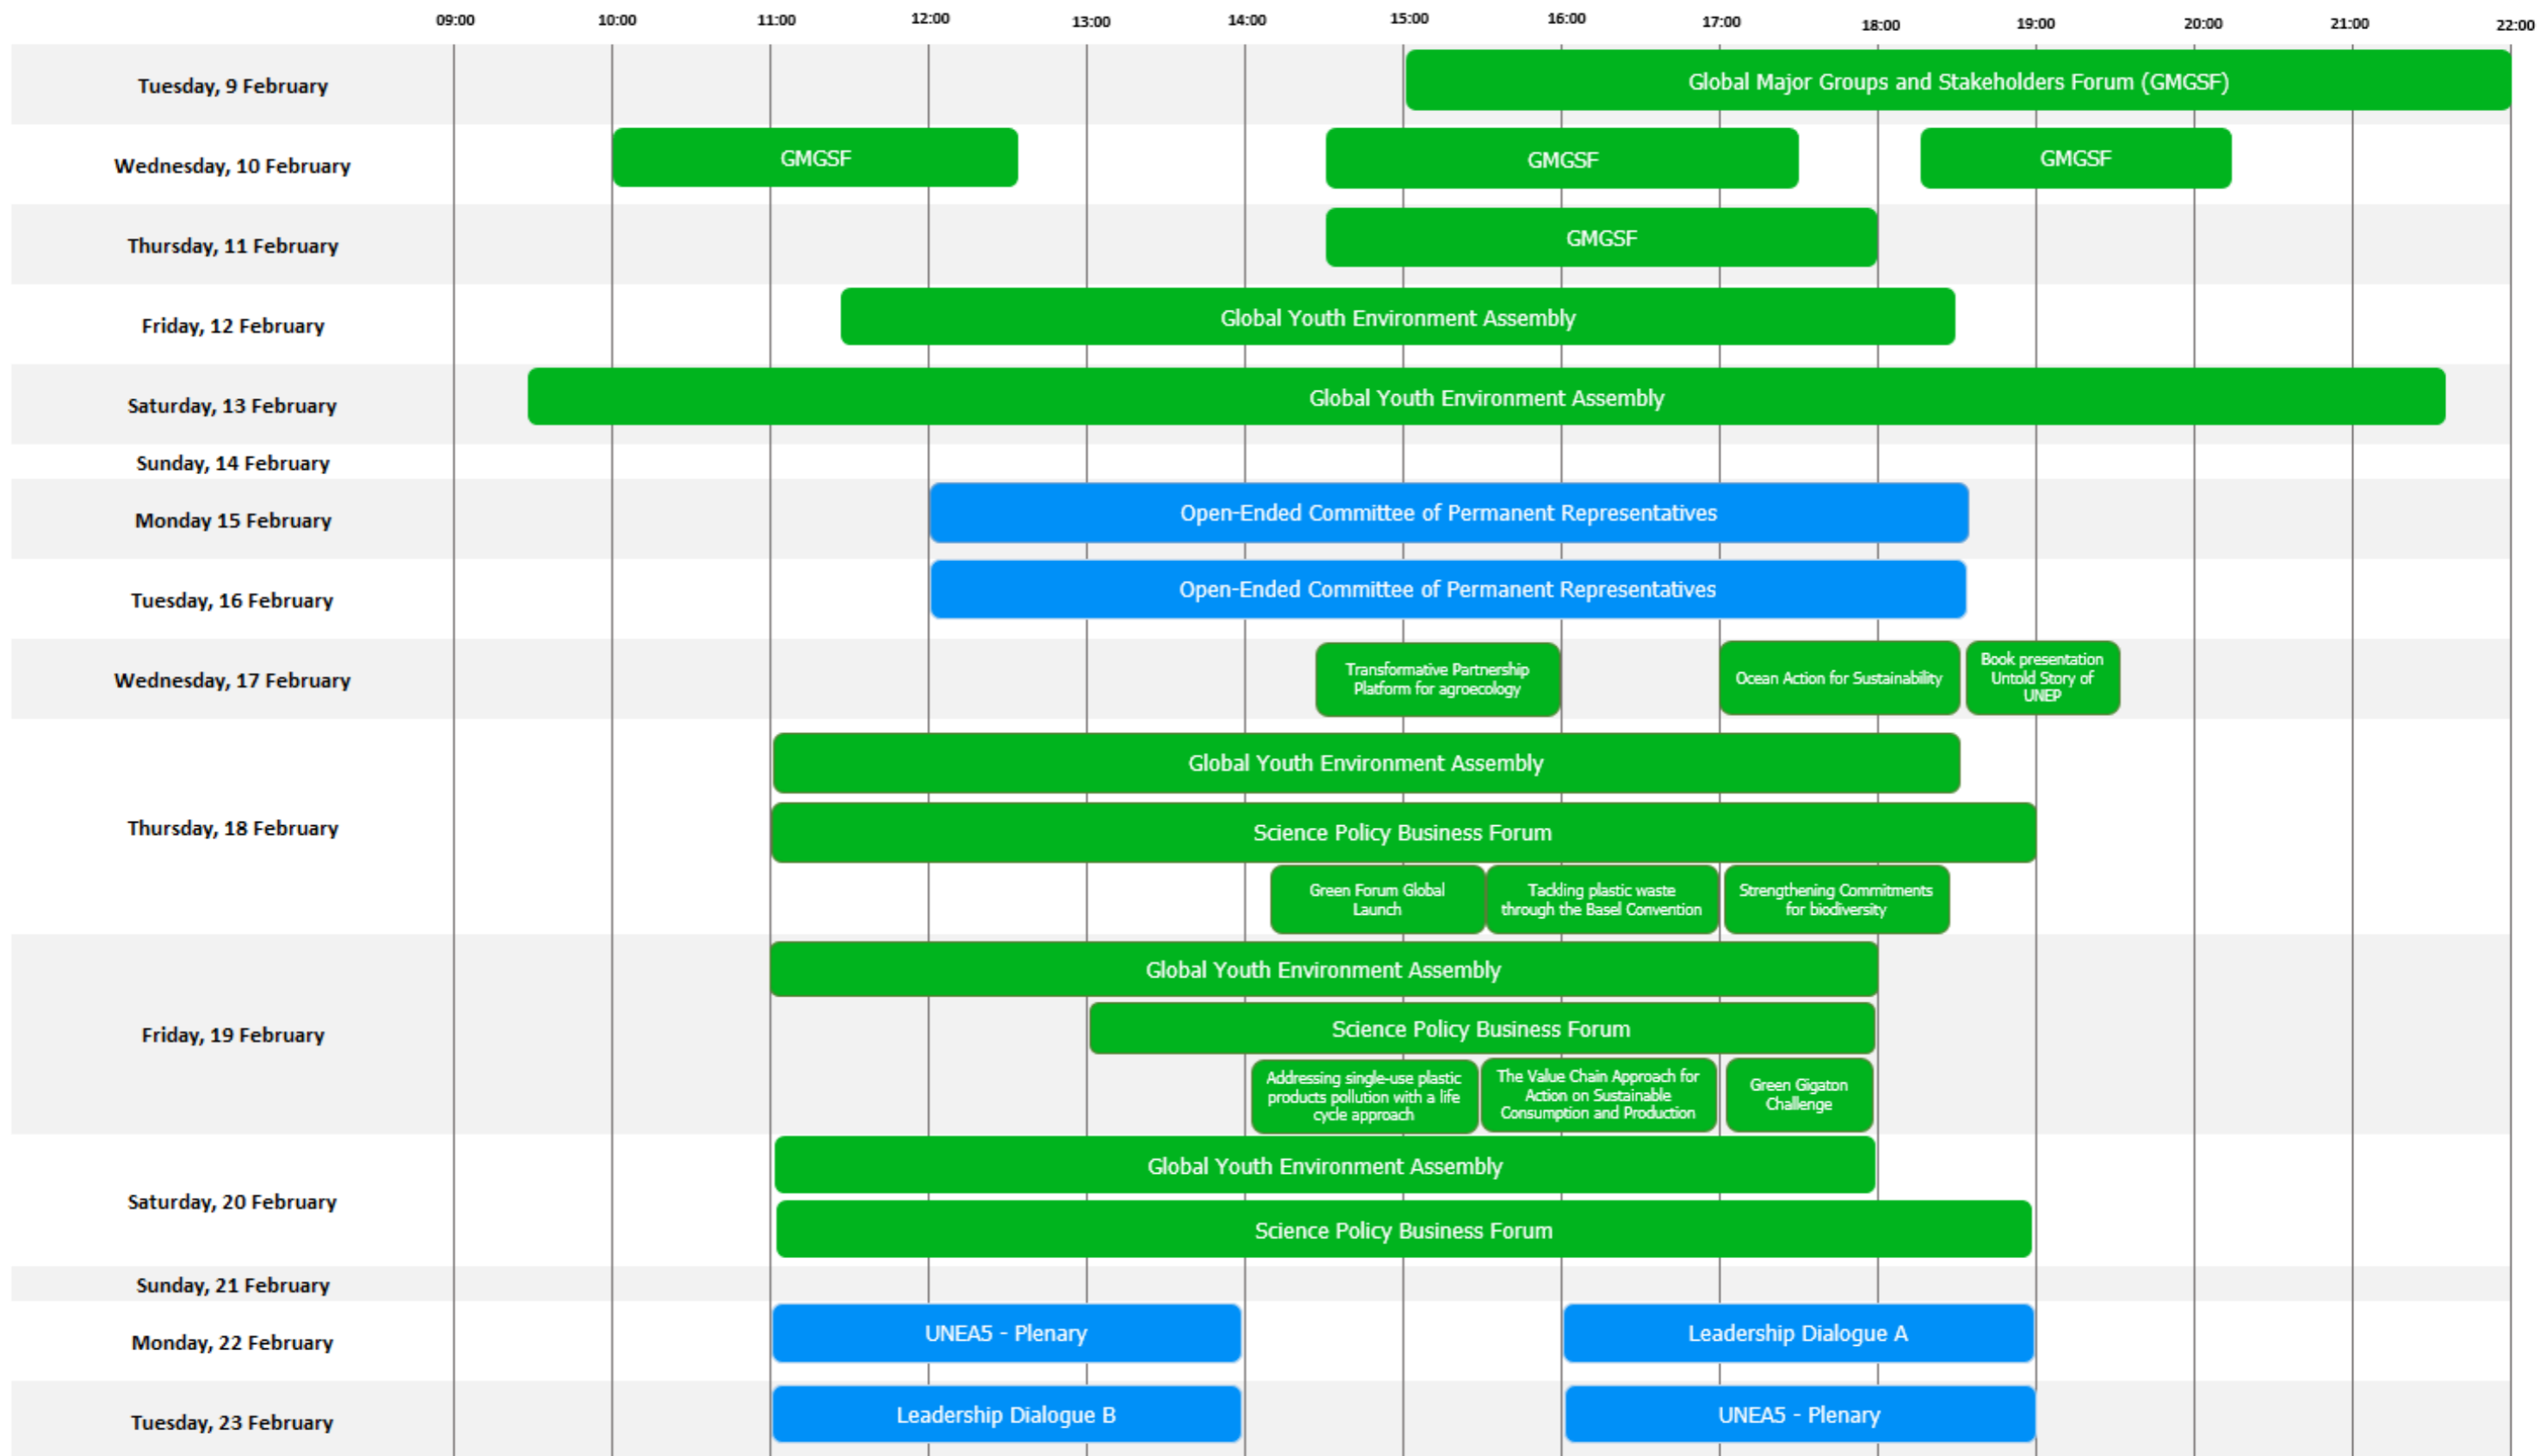 09:00 10:00 11:00 12:00 13:00 14:00 15:00 16:00 17:00 18:00 19:00 20:00 21:00 22:00
Tuesday, 9 February
Global Major Groups and Stakeholders Forum (GMGSF)
Wednesday, 10 February
GMGSF
GMGSF
GMGSF
Thursday, 11 February
GMGSF
Friday, 12 February
Global Youth Environment Assembly
Saturday, 13 February
Global Youth Environment Assembly
Sunday, 14 February
Monday 15 February
Open-Ended Committee of Permanent Representatives
Tuesday, 16 February
Open-Ended Committee of Permanent Representatives
Wednesday, 17 February
Transformative Partnership
Platform for agroecology
Ocean Action for Sustainability
Book presentation
Untold Story of
UNEP
Thursday, 18 February
Global Youth Environment Assembly
Science Policy Business Forum
Green Forum Global
Launch
Tackling plastic waste
through the Basel Convention
Strengthening Commitments
for biodiversity
Friday, 19 February
Global Youth Environment Assembly
Science Policy Business Forum
Addressing single-use plastic
products pollution with a life
cycle approach
The Value Chain Approach for
Action on Sustainable
Consumption and Production
Green Gigaton
Challenge
Saturday, 20 February
Global Youth Environment Assembly
Science Policy Business Forum
Sunday, 21 February
Monday, 22 February
UNEA5 - Plenary
Leadership Dialogue A
Tuesday, 23 February
Leadership Dialogue B
UNEA5 - Plenary